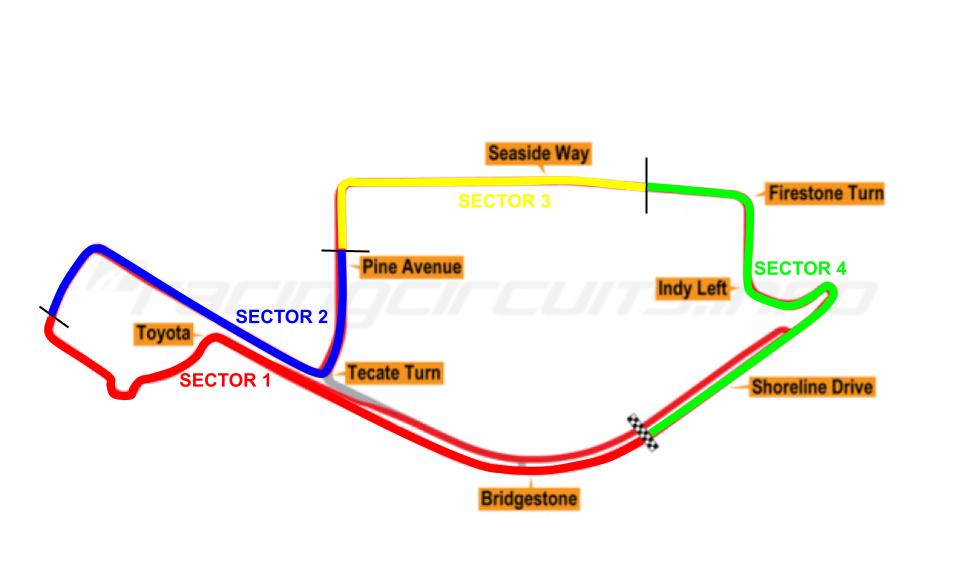 Seaside Way
Firestone Turn
SECTOR 3
Pine Avenue
SECTOR 4
Indy Left
racingcircuits.info
SECTOR 2
Toyota
Tecate Turn
SECTOR 1
Shoreline Drive
Bridgestone